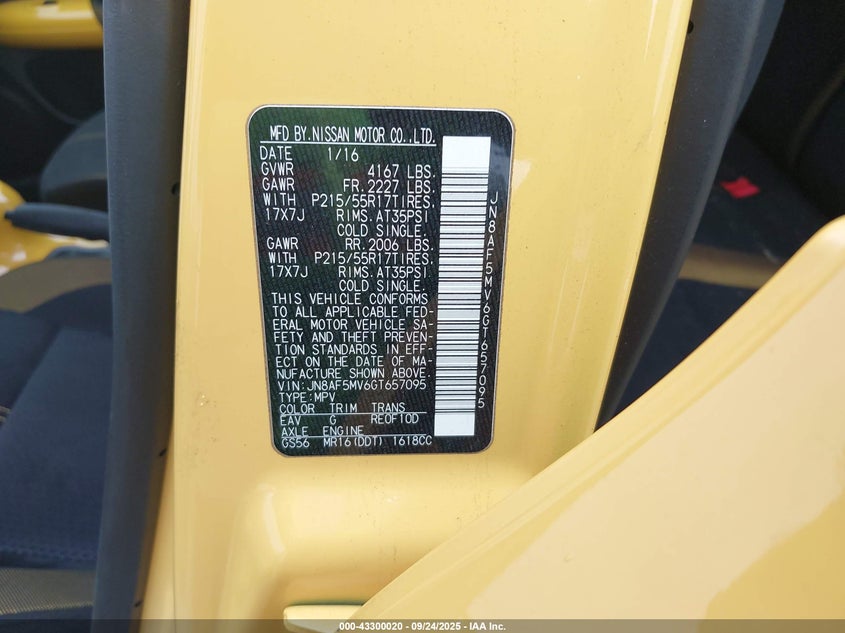 MFD BY.NISSAN MOTOR CO.,LTD.
DATE 1/16
GVWR 4167 LBS.
GAWR FR.2227 LBS.
WITH P215/55R17TIRES.
17X7J RIMS.AT35PSI
COLD SINGLE.
GAWR RR.2006 LBS.
WITH P215/55R17TIRES.
17X7J RIMS.AT35PSI
COLD SINGLE.
THIS VEHICLE CONFORMS
TO ALL APPLICABLE FED-
ERAL MOTOR VEHICLE SA-
FETY AND THEFT PREVEN-
TION STANDARDS IN EFF-
ECT ON THE DATE OF MA-
NUFACTURE SHOWN ABOVE.
VIN:JN8AF5MV6GT657095
TYPE:MPV
COLOR TRIM TRANS
EAV G RE0F10D
AXLE ENGINE
GS56 MR16(DDT) 1618CC
JN8AF5MV6GT657095
000-43300020 - 09/24/2025 - IAA Inc.